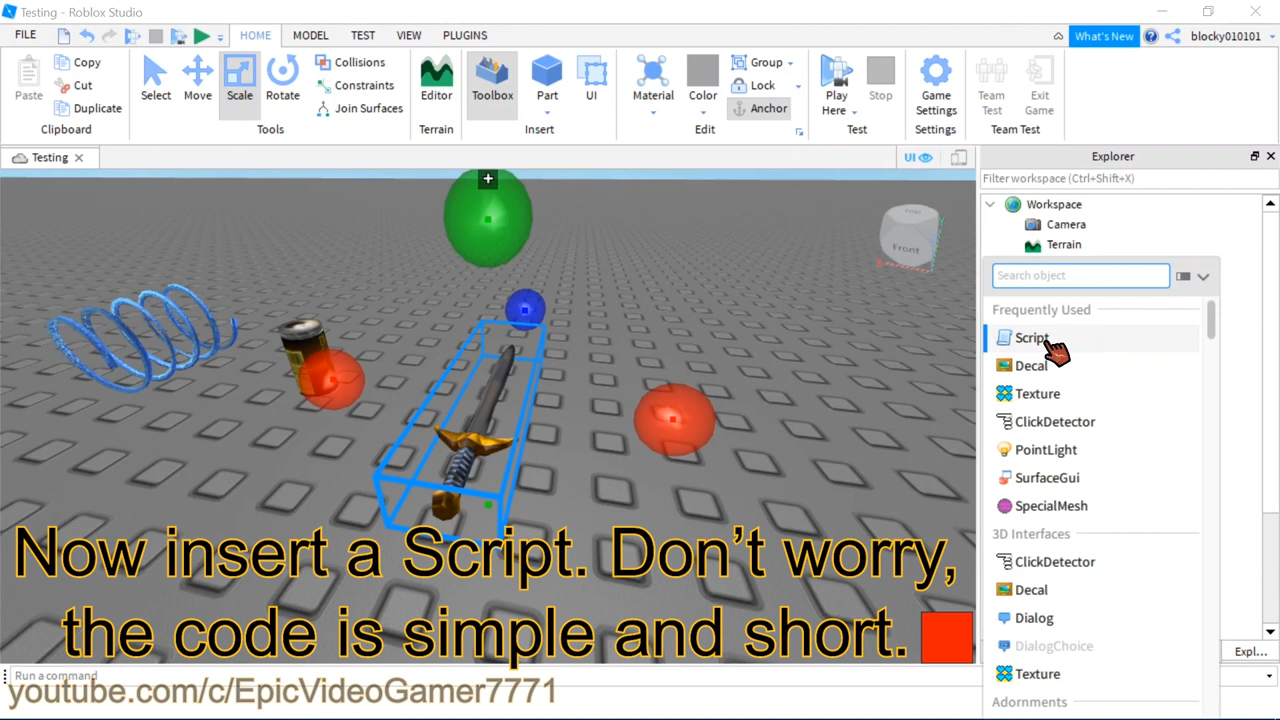 Testing - Roblox Studio
FILE HOME MODEL TEST VIEW PLUGINS What's New blocky010101
Paste Copy Cut Duplicate Clipboard
Select Move Scale Rotate Collisions Constraints Join Surfaces Tools
Editor Terrain
Toolbox Part UI Insert
Material Color Group Lock Anchor Edit
Play Here Stop Test
Game Settings Settings
Team Test Exit Game Team Test
Testing UI
Explorer
Filter workspace (Ctrl+Shift+X)
Workspace
Camera
Terrain
Search object
Frequently Used
Script
Decal
Texture
ClickDetector
PointLight
SurfaceGui
SpecialMesh
3D Interfaces
ClickDetector
Decal
Dialog
DialogChoice
Texture
Adornments
Expl...
Front
Now insert a Script. Don't worry,
the code is simple and short.
Run a command
youtube.com/c/EpicVideoGamer7771